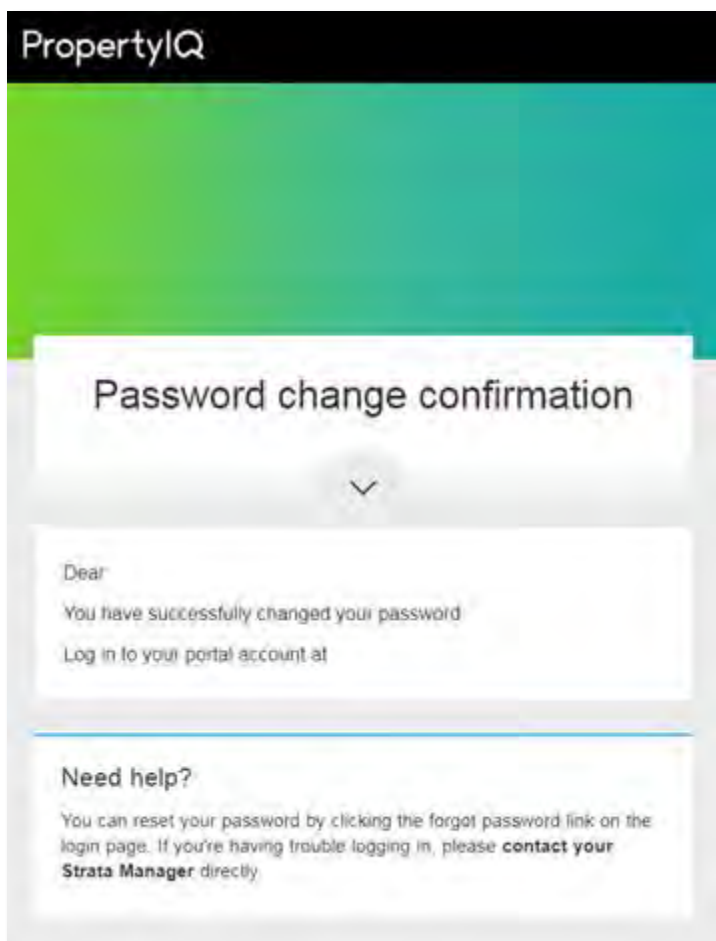 PropertyIQ
Password change confirmation
Dear
You have successfully changed your password
Log in to your portal account at
Need help?
You can reset your password by clicking the forgot password link on the
login page. If you're having trouble logging in, please contact your
Strata Manager directly